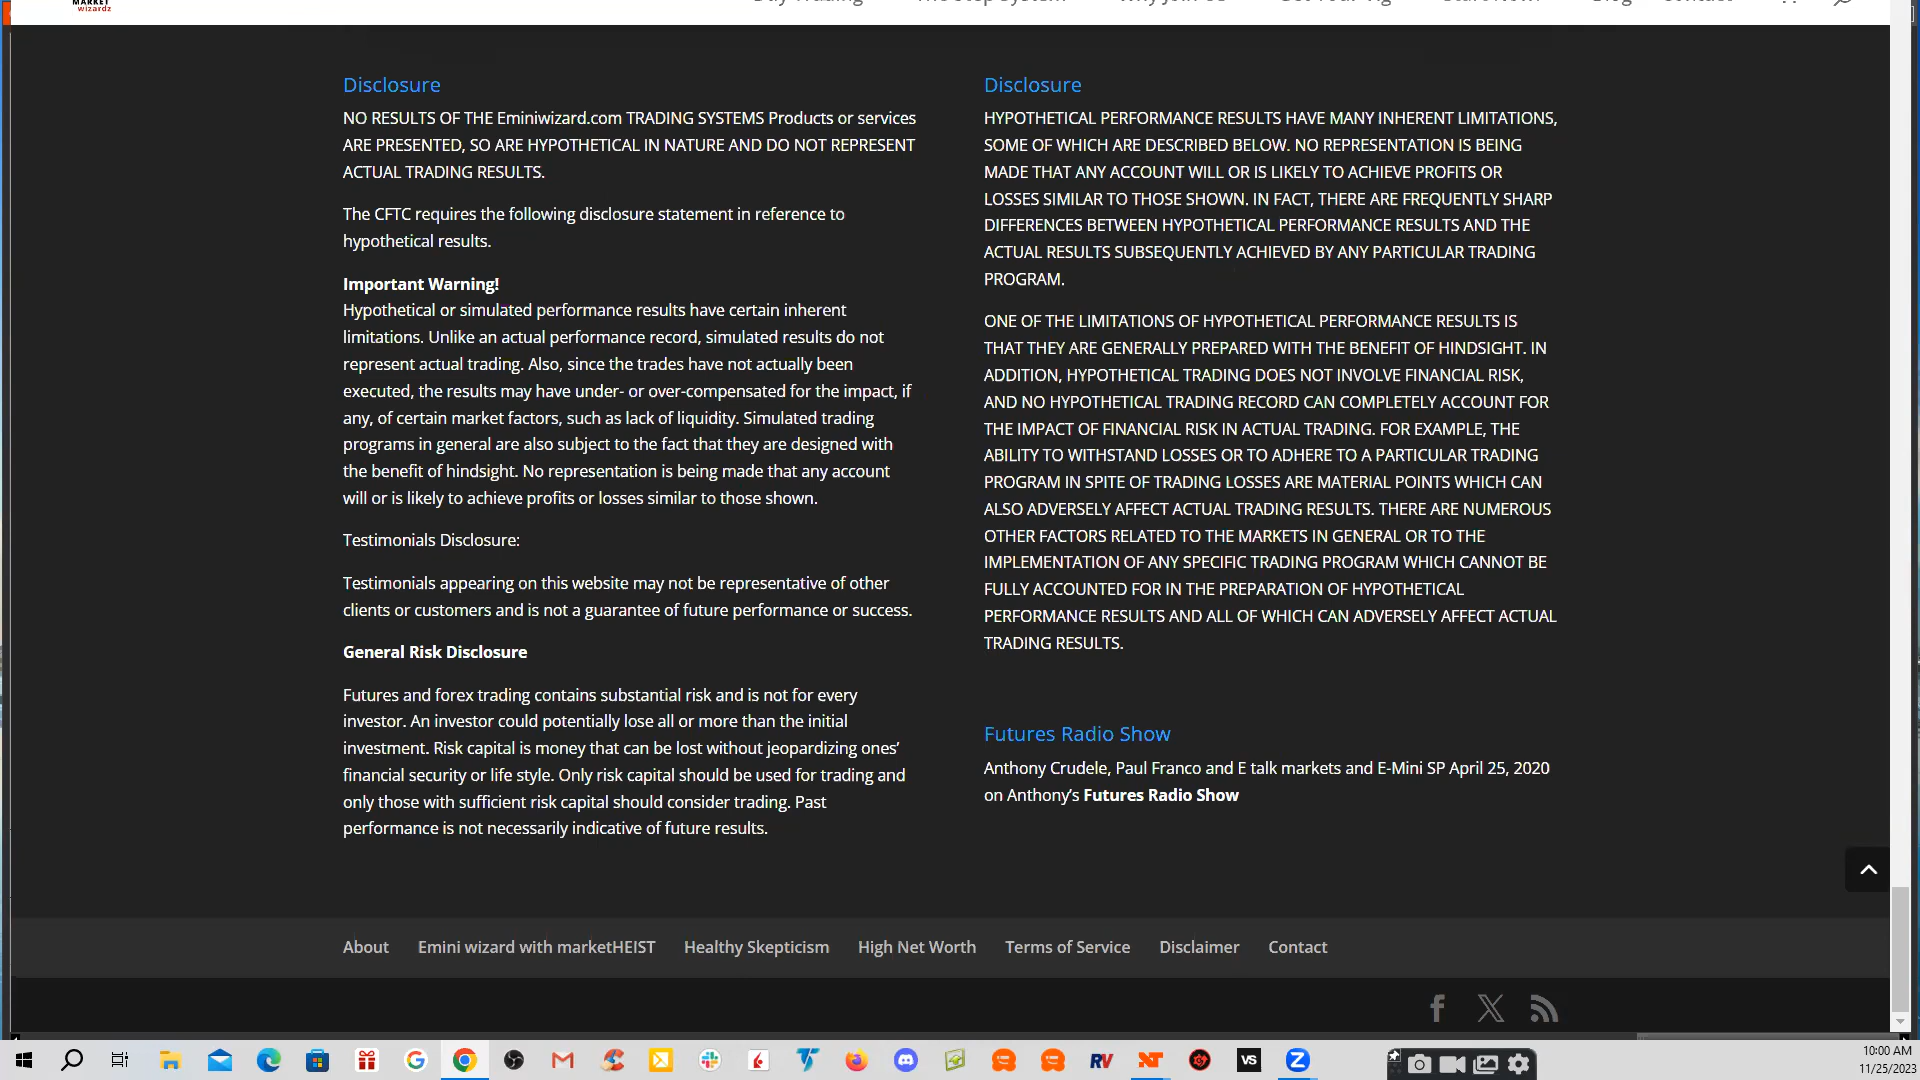 MARKET
wizardz
Disclosure
NO RESULTS OF THE Eminiwizard.com TRADING SYSTEMS Products or services
ARE PRESENTED, SO ARE HYPOTHETICAL IN NATURE AND DO NOT REPRESENT
ACTUAL TRADING RESULTS.
The CFTC requires the following disclosure statement in reference to
hypothetical results.
Important Warning!
Hypothetical or simulated performance results have certain inherent
limitations. Unlike an actual performance record, simulated results do not
represent actual trading. Also, since the trades have not actually been
executed, the results may have under- or over-compensated for the impact, if
any, of certain market factors, such as lack of liquidity. Simulated trading
programs in general are also subject to the fact that they are designed with
the benefit of hindsight. No representation is being made that any account
will or is likely to achieve profits or losses similar to those shown.
Testimonials Disclosure:
Testimonials appearing on this website may not be representative of other
clients or customers and is not a guarantee of future performance or success.
General Risk Disclosure
Futures and forex trading contains substantial risk and is not for every
investor. An investor could potentially lose all or more than the initial
investment. Risk capital is money that can be lost without jeopardizing ones’
financial security or life style. Only risk capital should be used for trading and
only those with sufficient risk capital should consider trading. Past
performance is not necessarily indicative of future results.
Disclosure
HYPOTHETICAL PERFORMANCE RESULTS HAVE MANY INHERENT LIMITATIONS,
SOME OF WHICH ARE DESCRIBED BELOW. NO REPRESENTATION IS BEING
MADE THAT ANY ACCOUNT WILL OR IS LIKELY TO ACHIEVE PROFITS OR
LOSSES SIMILAR TO THOSE SHOWN. IN FACT, THERE ARE FREQUENTLY SHARP
DIFFERENCES BETWEEN HYPOTHETICAL PERFORMANCE RESULTS AND THE
ACTUAL RESULTS SUBSEQUENTLY ACHIEVED BY ANY PARTICULAR TRADING
PROGRAM.
ONE OF THE LIMITATIONS OF HYPOTHETICAL PERFORMANCE RESULTS IS
THAT THEY ARE GENERALLY PREPARED WITH THE BENEFIT OF HINDSIGHT. IN
ADDITION, HYPOTHETICAL TRADING DOES NOT INVOLVE FINANCIAL RISK,
AND NO HYPOTHETICAL TRADING RECORD CAN COMPLETELY ACCOUNT FOR
THE IMPACT OF FINANCIAL RISK IN ACTUAL TRADING. FOR EXAMPLE, THE
ABILITY TO WITHSTAND LOSSES OR TO ADHERE TO A PARTICULAR TRADING
PROGRAM IN SPITE OF TRADING LOSSES ARE MATERIAL POINTS WHICH CAN
ALSO ADVERSELY AFFECT ACTUAL TRADING RESULTS. THERE ARE NUMEROUS
OTHER FACTORS RELATED TO THE MARKETS IN GENERAL OR TO THE
IMPLEMENTATION OF ANY SPECIFIC TRADING PROGRAM WHICH CANNOT BE
FULLY ACCOUNTED FOR IN THE PREPARATION OF HYPOTHETICAL
PERFORMANCE RESULTS AND ALL OF WHICH CAN ADVERSELY AFFECT ACTUAL
TRADING RESULTS.
Futures Radio Show
Anthony Crudele, Paul Franco and E talk markets and E-Mini SP April 25, 2020
on Anthony’s Futures Radio Show
About Emini wizard with marketHEIST Healthy Skepticism High Net Worth Terms of Service Disclaimer Contact
RV
VS
10:00 AM
11/25/2023